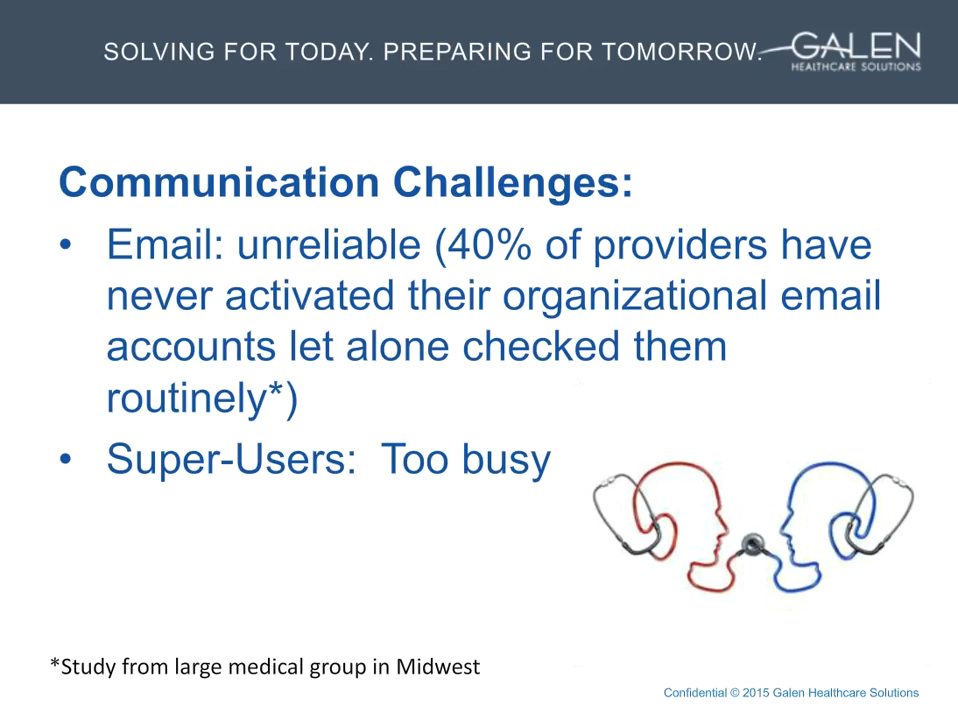 SOLVING FOR TODAY. PREPARING FOR TOMORROW.
GALEN
HEALTHCARE SOLUTIONS
Communication Challenges:
• Email: unreliable (40% of providers have
never activated their organizational email
accounts let alone checked them
routinely*)
• Super-Users:  Too busy
*Study from large medical group in Midwest
Confidential © 2015 Galen Healthcare Solutions